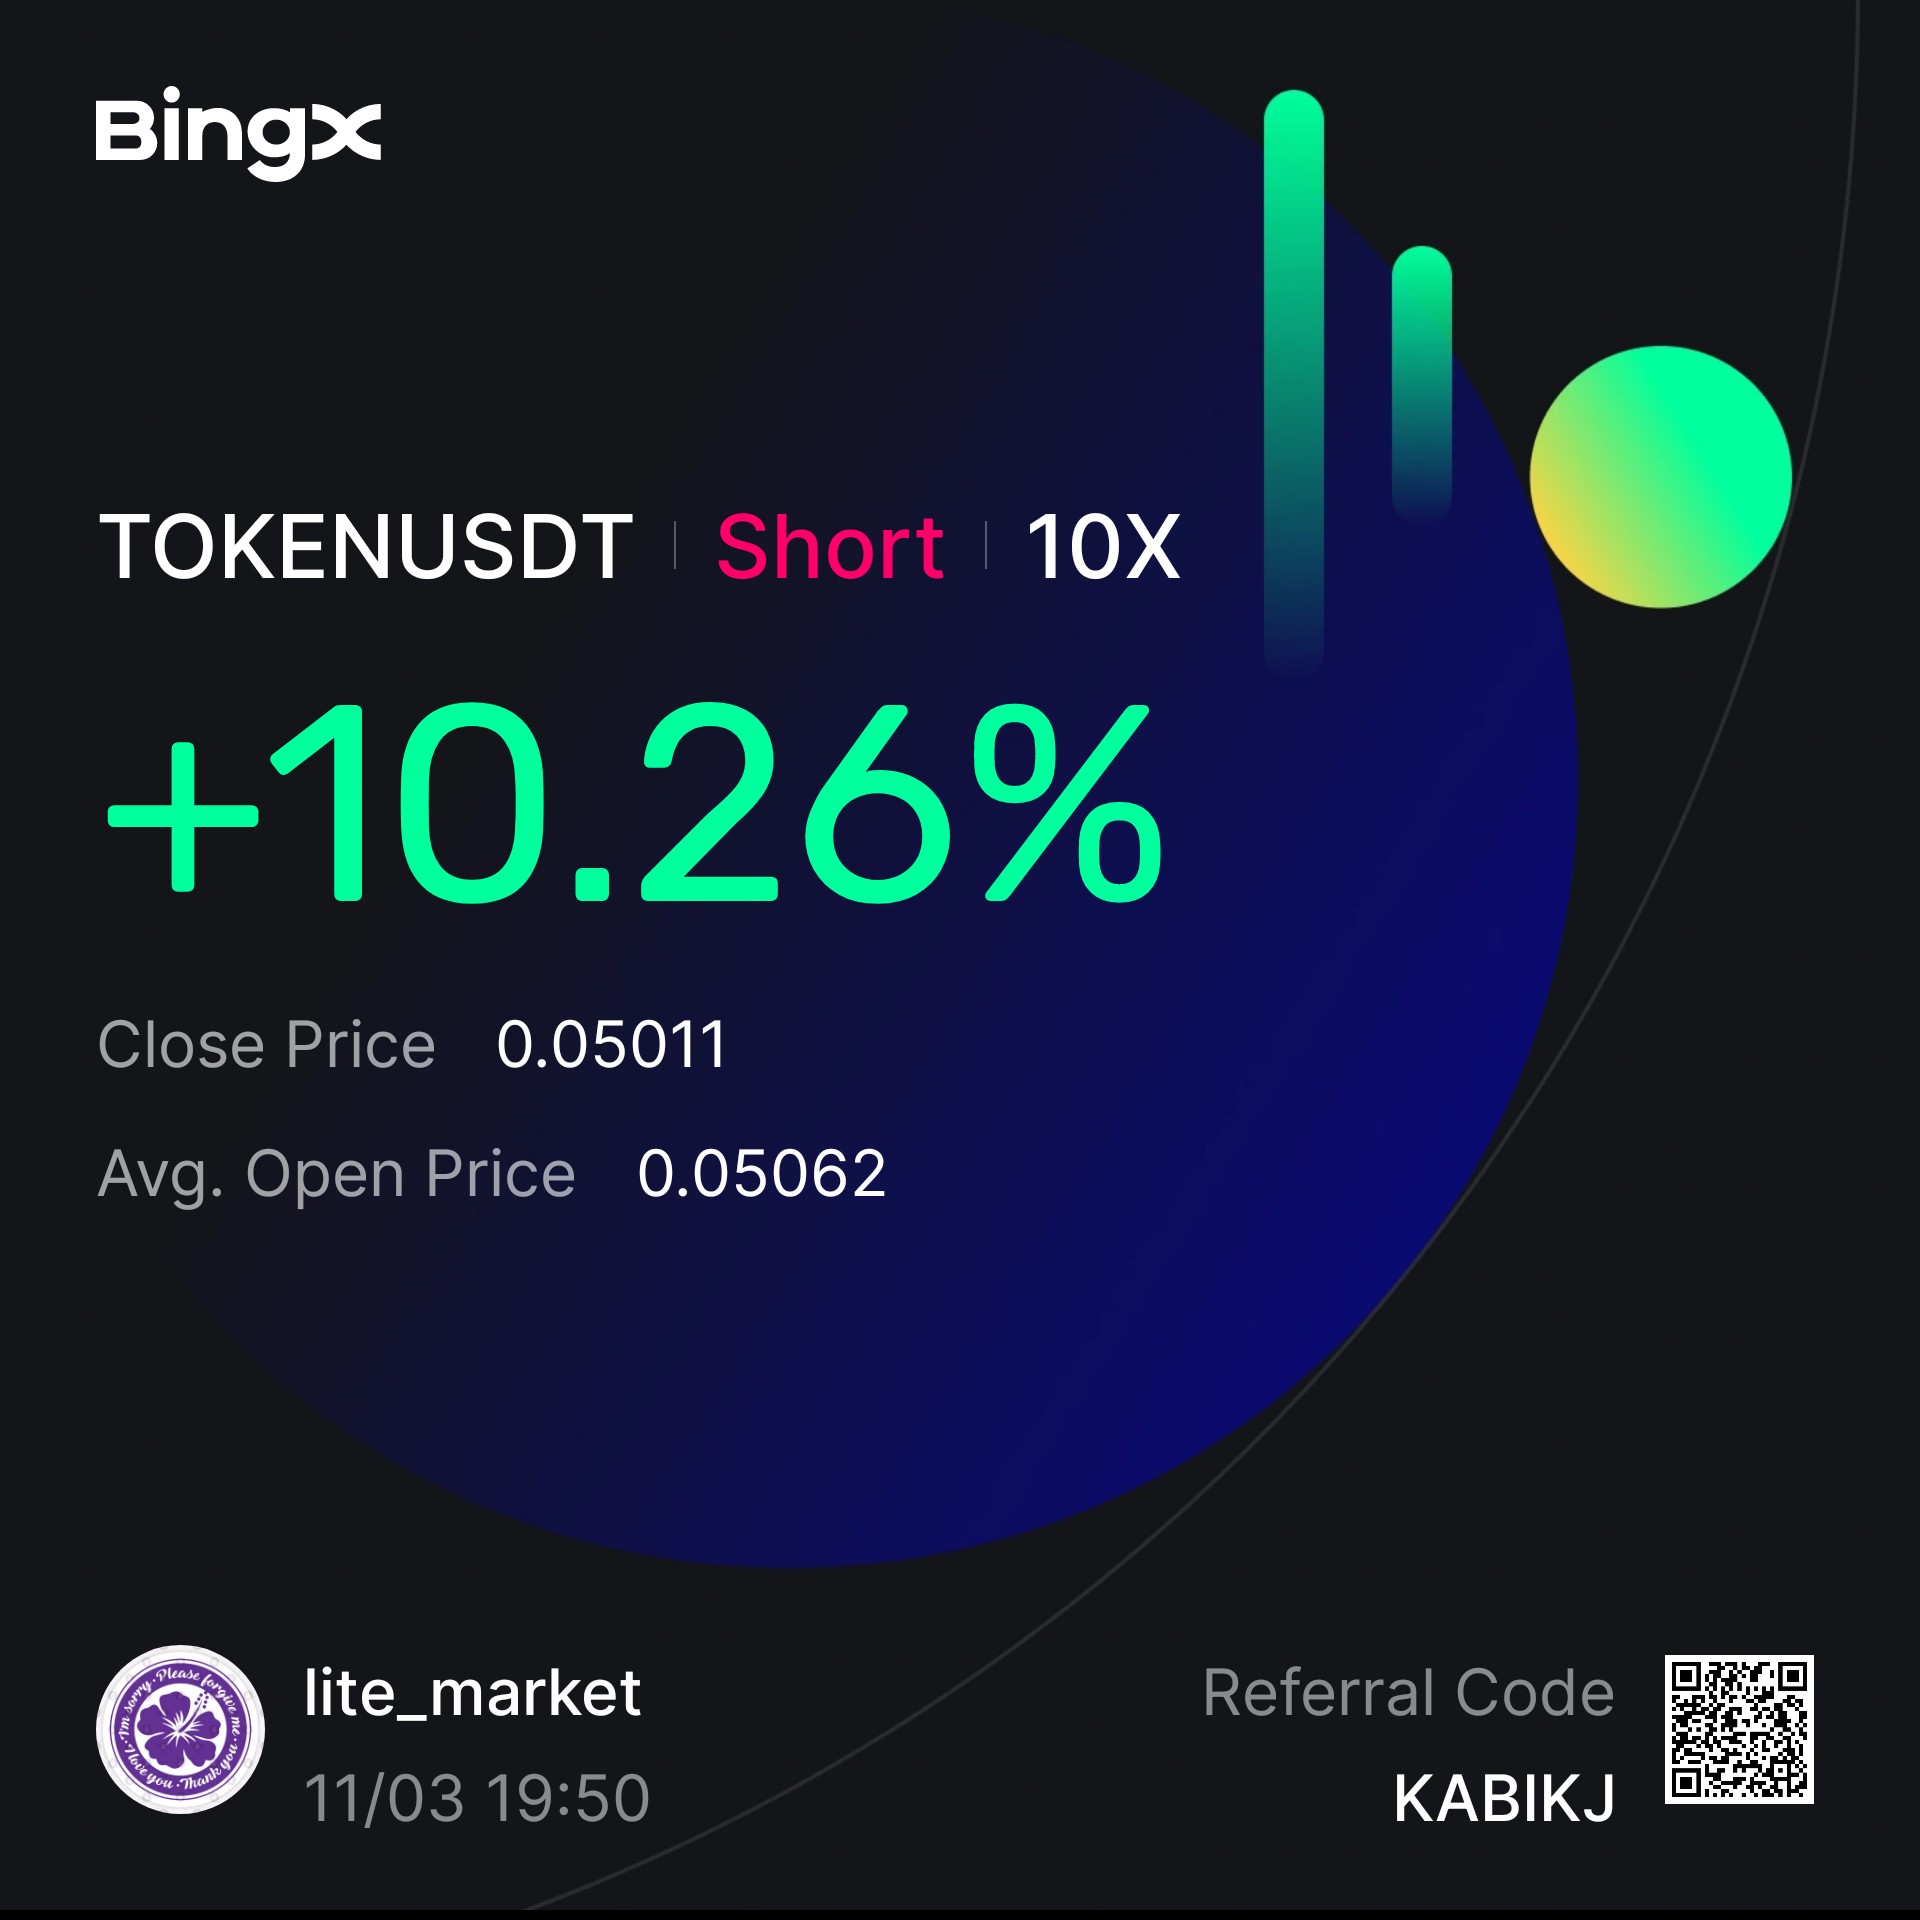 BingX
TOKENUSDT | Short | 10X
+10.26%
Close Price 0.05011
Avg. Open Price 0.05062
I'm sorry · Please forgive me · Thank you · I love you ·
lite_market
11/03 19:50
Referral Code
KABIKJ